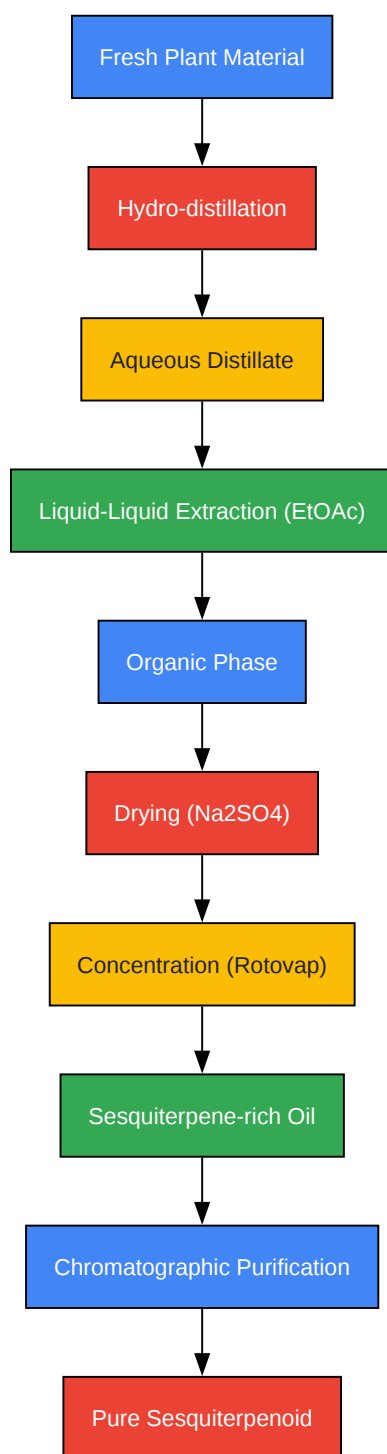 Fresh Plant Material
Hydro-distillation
Aqueous Distillate
Liquid-Liquid Extraction (EtOAc)
Organic Phase
Drying (Na2SO4)
Concentration (Rotovap)
Sesquiterpene-rich Oil
Chromatographic Purification
Pure Sesquiterpenoid